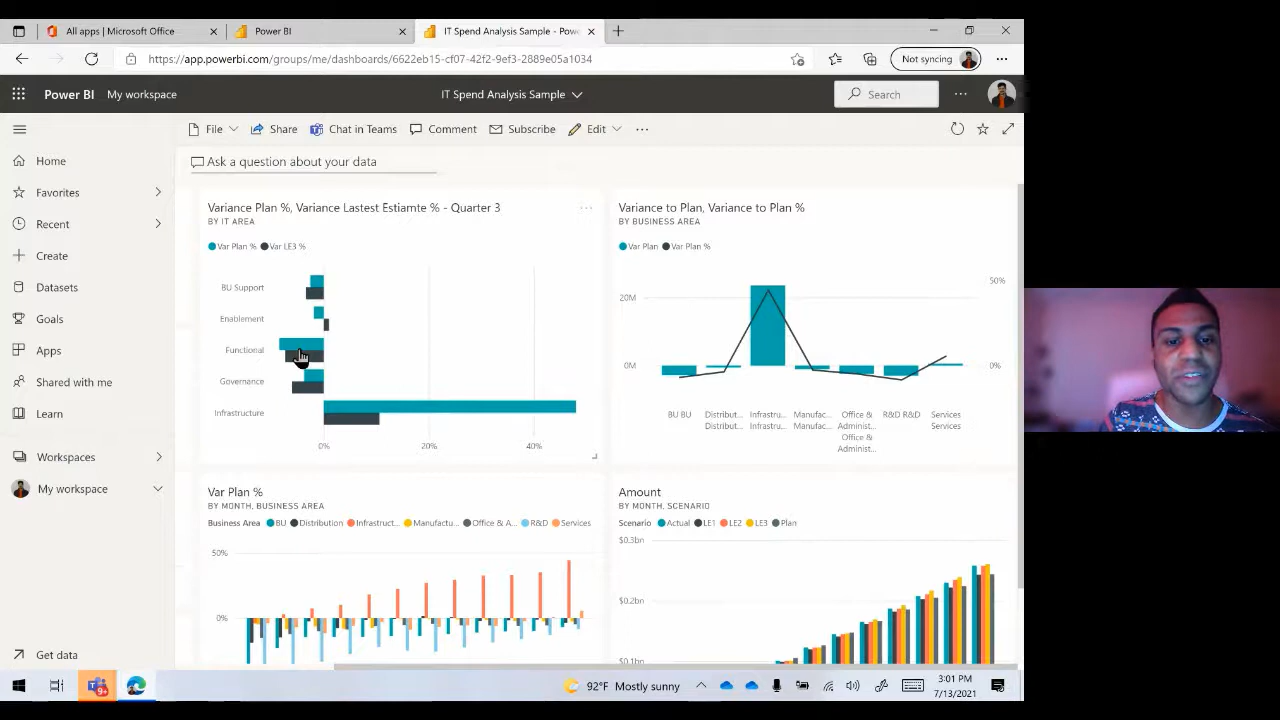 All apps | Microsoft Office
Power BI
IT Spend Analysis Sample - Pow
https://app.powerbi.com/groups/me/dashboards/6622eb15-cf07-42f2-9ef3-2889e05a1034
Not syncing
Power BI My workspace
IT Spend Analysis Sample
Search
File
Share
Chat in Teams
Comment
Subscribe
Edit
Home
Favorites
Recent
Create
Datasets
Goals
Apps
Shared with me
Learn
Workspaces
My workspace
Get data
Ask a question about your data
Variance Plan %, Variance Lastest Estiamte % - Quarter 3
BY IT AREA
Var Plan % Var LE3 %
BU Support
Enablement
Functional
Governance
Infrastructure
0% 20% 40%
Variance to Plan, Variance to Plan %
BY BUSINESS AREA
Var Plan Var Plan %
50%
20M
0M 0%
BU BU Distribut... Infrastru... Manufac... Office & R&D R&D Services
Distribut... Infrastru... Manufac... Administ... Services
Office &
Administ...
Var Plan %
BY MONTH, BUSINESS AREA
Business Area BU Distribution Infrastruct... Manufactu... Office & A... R&D Services
50%
0%
Amount
BY MONTH, SCENARIO
Scenario Actual LE1 LE2 LE3 Plan
$0.3bn
$0.2bn
$0.1bn
9+
92°F Mostly sunny
3:01 PM
7/13/2021